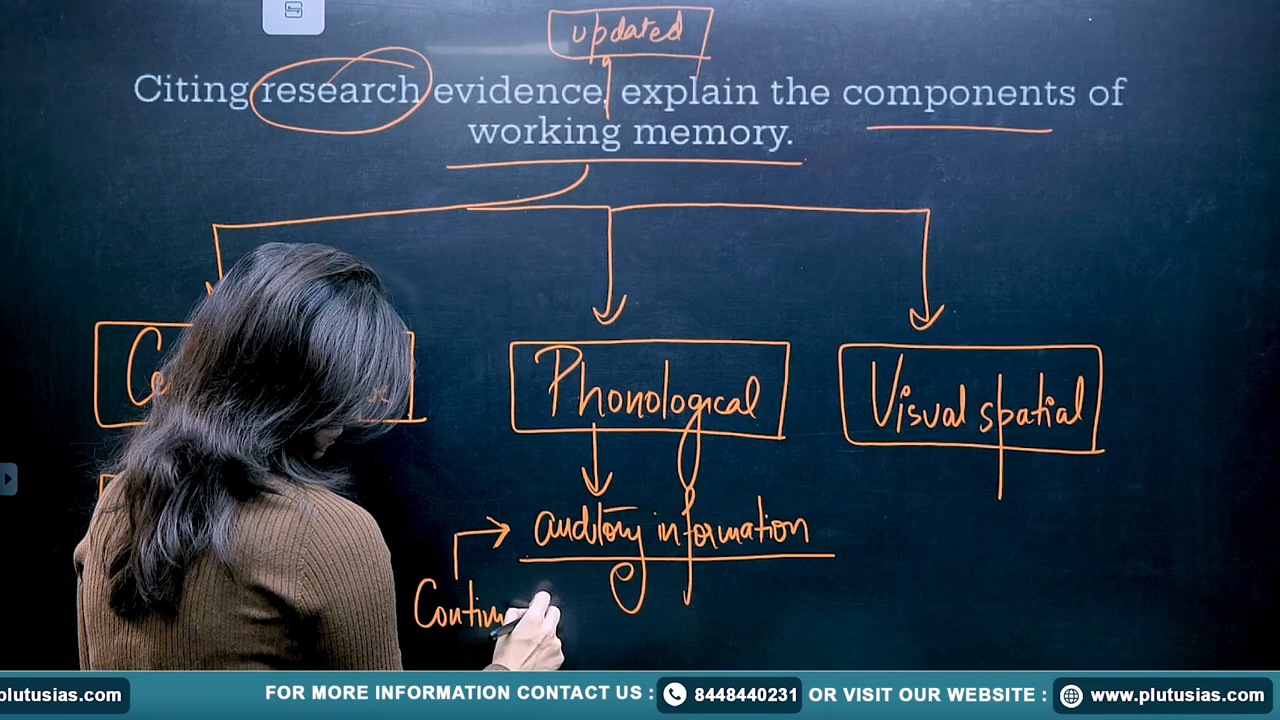 updated
Citing research evidence, explain the components of
working memory.
Phonological
Visual spatial
auditory information
plutusias.com
FOR MORE INFORMATION CONTACT US :
8448440231
OR VISIT OUR WEBSITE :
www.plutusias.com